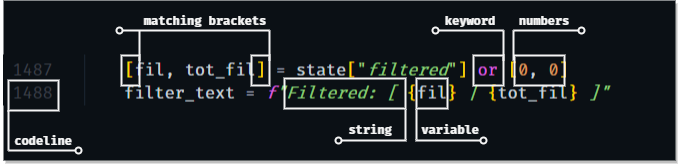 matching brackets keyword numbers
1487 [fil, tot_fil] = state["filtered"] or [0, 0]
1488 filter_text = f"Filtered: [ {fil} / {tot_fil} ]"
string variable
codeline